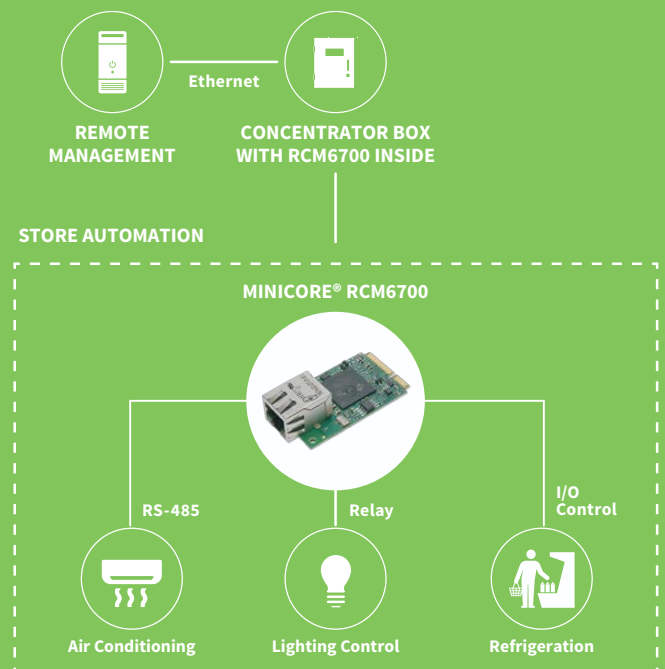 Ethernet
REMOTE
MANAGEMENT
CONCENTRATOR BOX
WITH RCM6700 INSIDE
STORE AUTOMATION
MINICORE® RCM6700
RS-485
Relay
I/O
Control
Air Conditioning
Lighting Control
Refrigeration